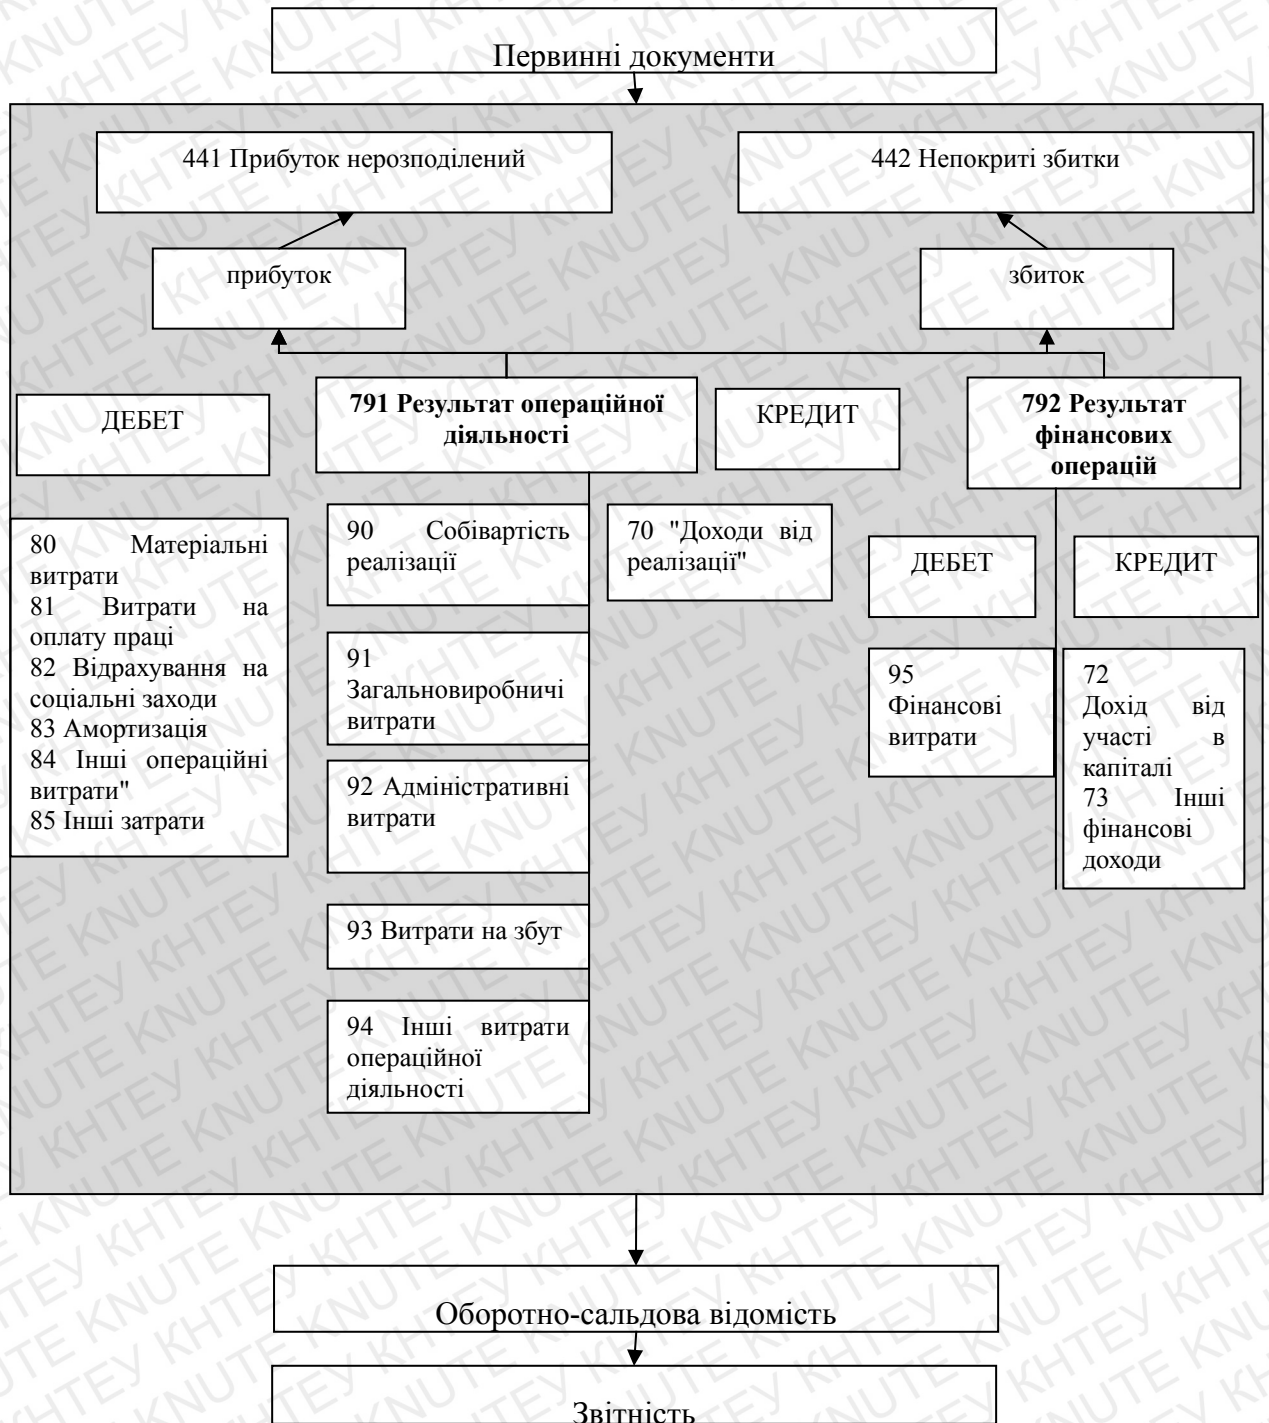 Первинні документи
441 Прибуток нерозподілений
442 Непокриті збитки
прибуток
збиток
ДЕБЕТ
791 Результат операційної
діяльності
КРЕДИТ
792 Результат
фінансових
операцій
80 Матеріальні
витрати
81 Витрати на
оплату праці
82 Відрахування на
соціальні заходи
83 Амортизація
84 Інші операційні
витрати"
85 Інші затрати
90 Собівартість
реалізації
91
Загальновиробничі
витрати
92 Адміністративні
витрати
93 Витрати на збут
94 Інші витрати
операційної
діяльності
70 "Доходи від
реалізації"
ДЕБЕТ
КРЕДИТ
95
Фінансові
витрати
72
Дохід від
участі в
капіталі
73 Інші
фінансові
доходи
Оборотно-сальдова відомість
Звітність